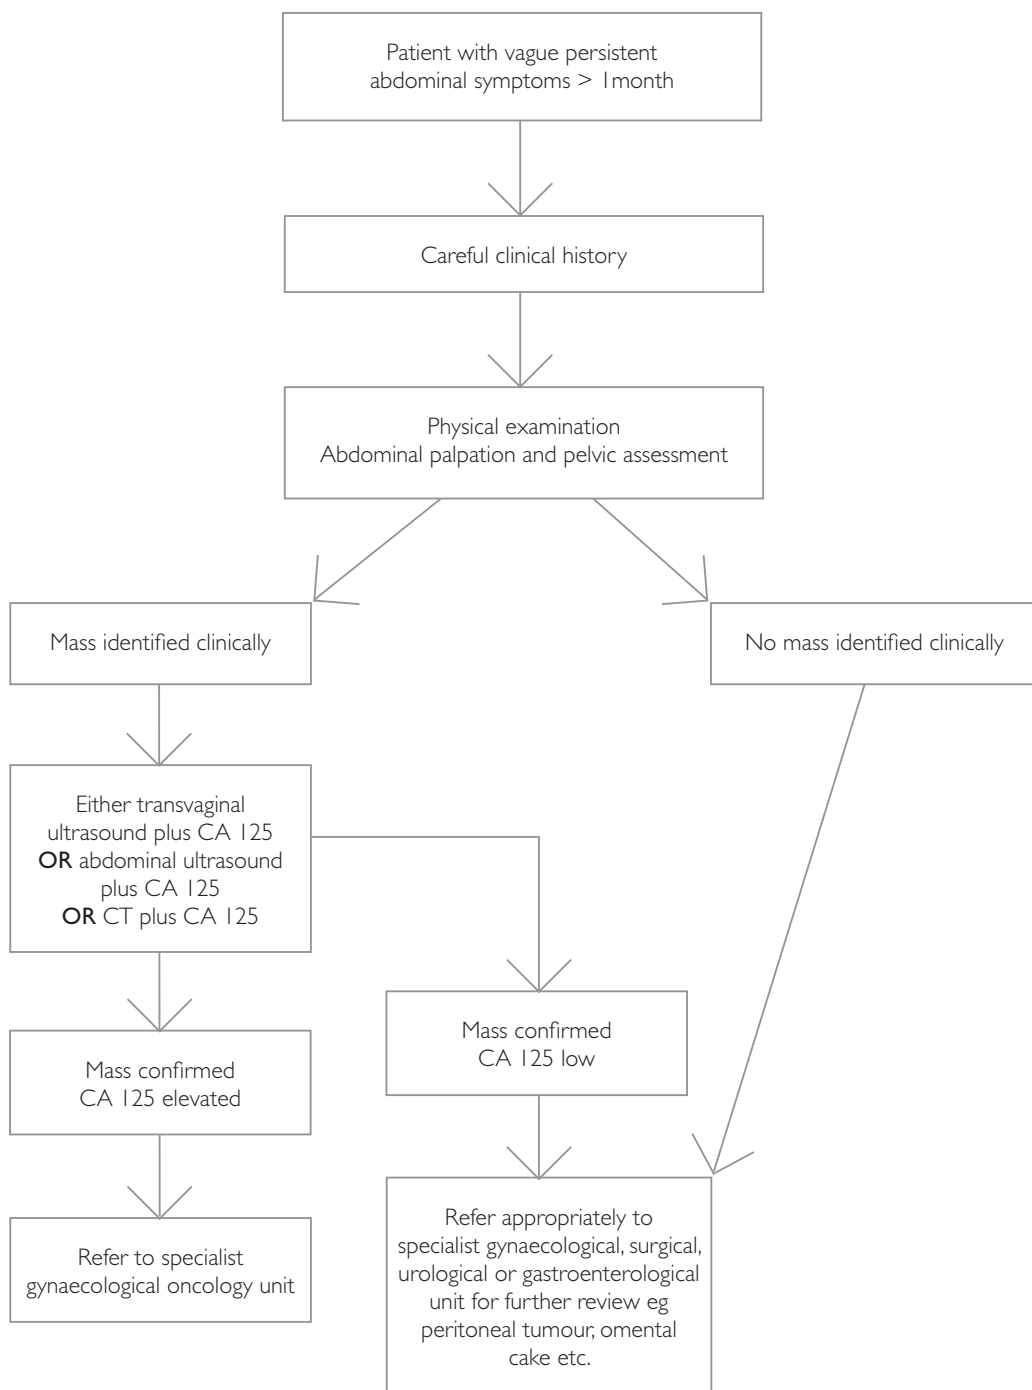 Patient with vague persistent
abdominal symptoms > 1month
Careful clinical history
Physical examination
Abdominal palpation and pelvic assessment
Mass identified clinically
No mass identified clinically
Either transvaginal
ultrasound plus CA 125
OR abdominal ultrasound
plus CA 125
OR CT plus CA 125
Mass confirmed
CA 125 elevated
Mass confirmed
CA 125 low
Refer to specialist
gynaecological oncology unit
Refer appropriately to
specialist gynaecological, surgical,
urological or gastroenterological
unit for further review eg
peritoneal tumour, omental
cake etc.